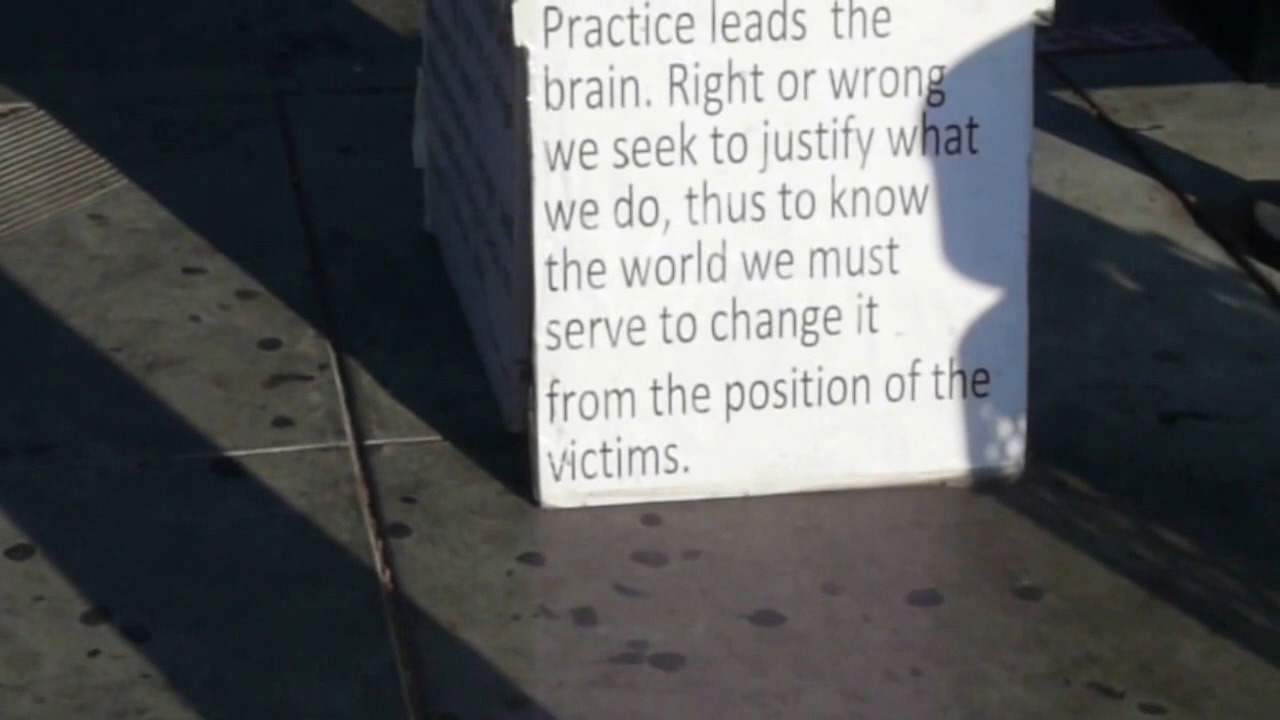 Practice leads the
brain. Right or wrong
we seek to justify what
we do, thus to know
the world we must
serve to change it
from the position of the
victims.